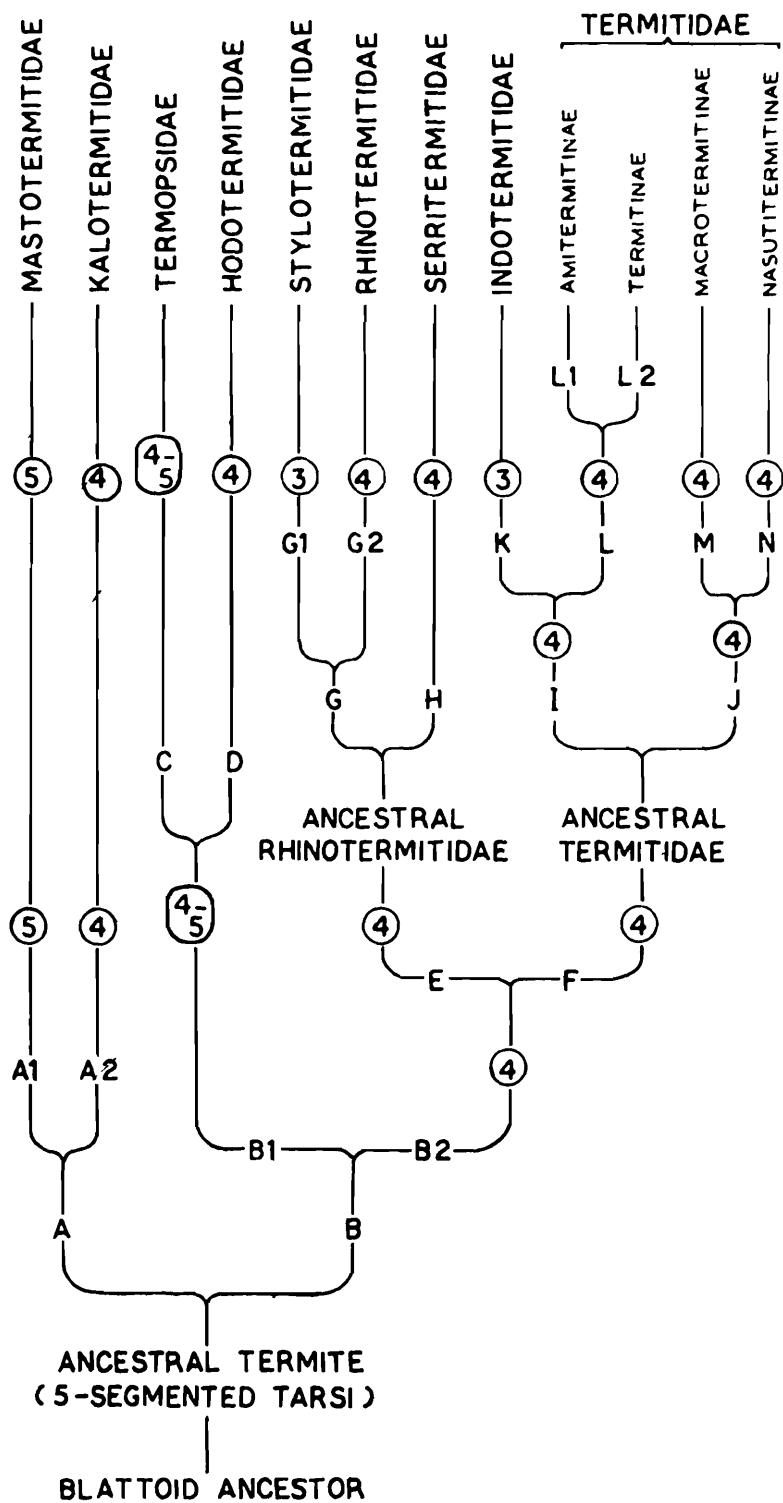 TERMITIDAE
MASTOTERMITIDAE
KALOTERMITIDAE
TERMOPSIDAE
HODOTERMITIDAE
STYLOTERMITIDAE
RHINOTERMITIDAE
SERRITERMITIDAE
INDOTERMITIDAE
AMITERMITINAE
TERMITINAE
MACROTERMITINAE
NASUTITERMITINAE
L1 L2
5 4 4-5 4 3 4 4 3 4 4 4
G1 G2 K L M N
4 4
G H I J
C D
ANCESTRAL RHINOTERMITIDAE
ANCESTRAL TERMITIDAE
5 4 4-5 4 4
E F
A1 A2 4
B1 B2
A B
ANCESTRAL TERMITE
(5-SEGMENTED TARSI)
BLATTOID ANCESTOR